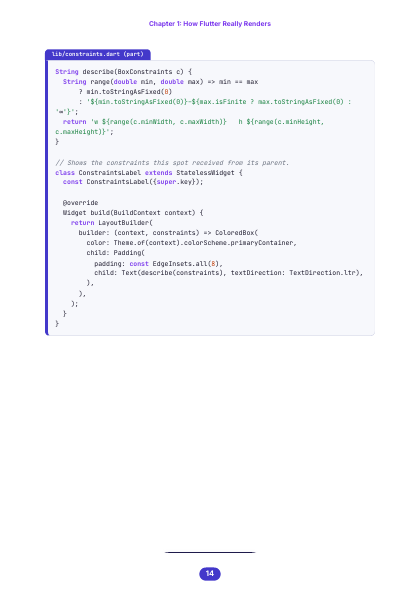 Chapter 1: How Flutter Really Renders
lib/constraints.dart (part)
String describe(BoxConstraints c) {
  String range(double min, double max) => min == max
      ? min.toStringAsFixed(0)
      : '${min.toStringAsFixed(0)}–${max.isFinite ? max.toStringAsFixed(0) :
'∞'}';
  return 'w ${range(c.minWidth, c.maxWidth)}   h ${range(c.minHeight,
c.maxHeight)}';
}
// Shows the constraints this spot received from its parent.
class ConstraintsLabel extends StatelessWidget {
  const ConstraintsLabel({super.key});
  @override
  Widget build(BuildContext context) {
    return LayoutBuilder(
      builder: (context, constraints) => ColoredBox(
        color: Theme.of(context).colorScheme.primaryContainer,
        child: Padding(
          padding: const EdgeInsets.all(8),
          child: Text(describe(constraints), textDirection: TextDirection.ltr),
        ),
      ),
    );
  }
}
14